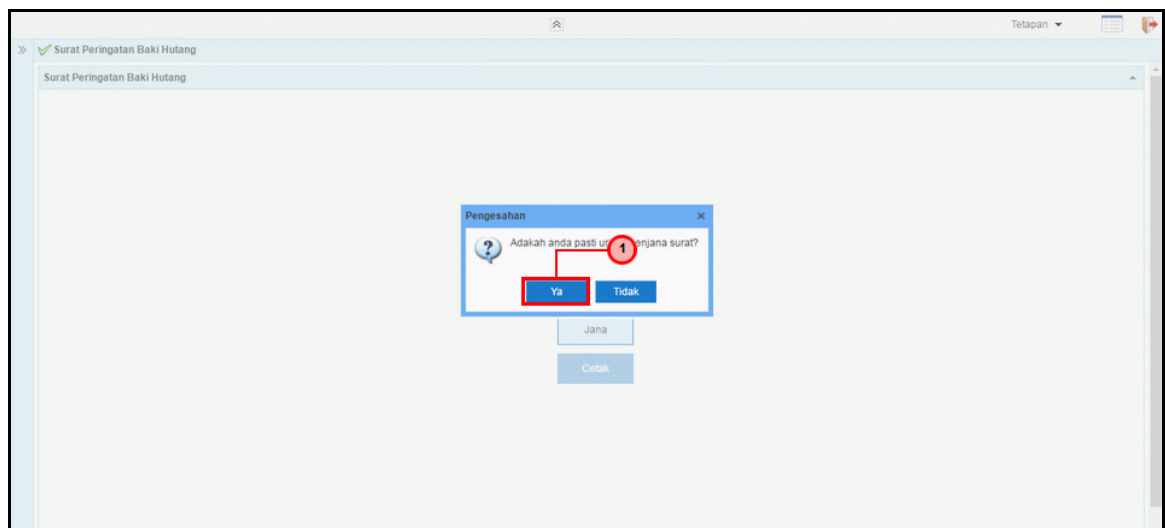 Tetapan
Surat Peringatan Baki Hutang
Surat Peringatan Baki Hutang
Pengesahan
Adakah anda pasti enjana surat?
1
Ya
Tidak
Jana
Cetak